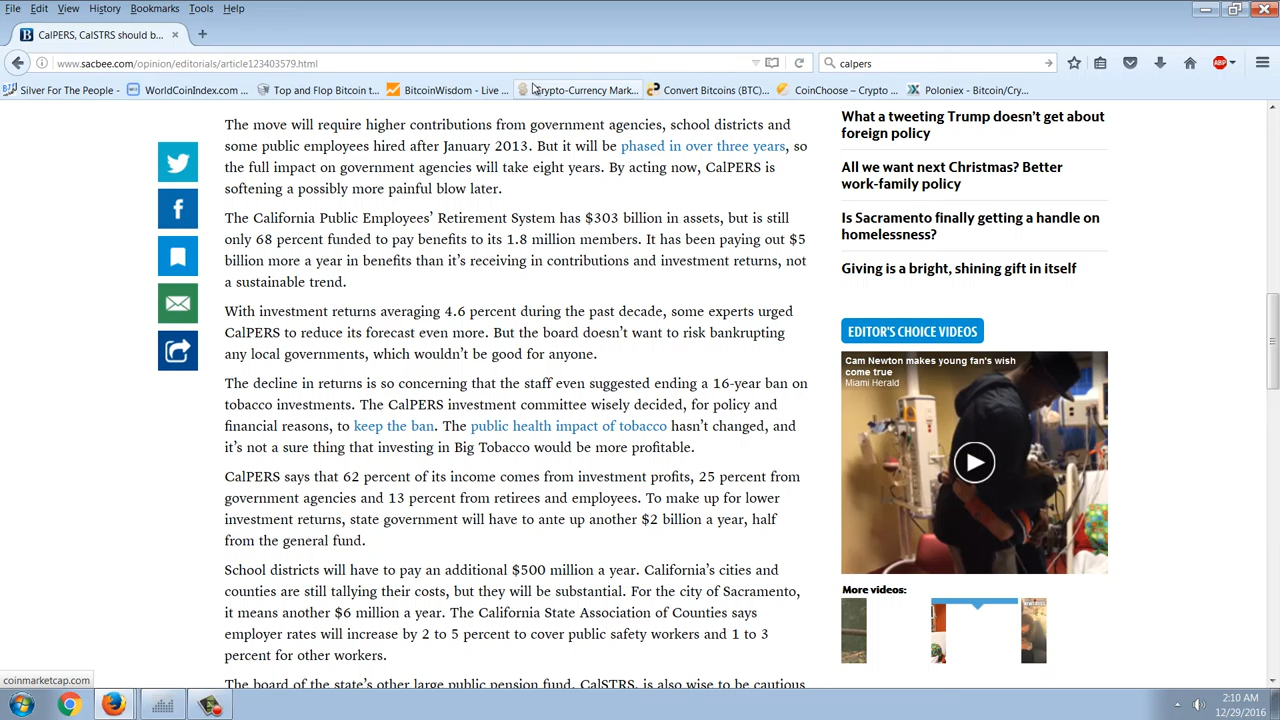 File Edit View History Bookmarks Tools Help
CalPERS, CalSTRS should b...
www.sacbee.com/opinion/editorials/article123403579.html
calpers
Silver For The People - WorldCoinIndex.com ... Top and Flop Bitcoin t... BitcoinWisdom - Live ... Crypto-Currency Mark... Convert Bitcoins (BTC)... CoinChoose - Crypto ... Poloniex - Bitcoin/Cry...
The move will require higher contributions from government agencies, school districts and
some public employees hired after January 2013. But it will be phased in over three years, so
the full impact on government agencies will take eight years. By acting now, CalPERS is
softening a possibly more painful blow later.
The California Public Employees' Retirement System has $303 billion in assets, but is still
only 68 percent funded to pay benefits to its 1.8 million members. It has been paying out $5
billion more a year in benefits than it's receiving in contributions and investment returns, not
a sustainable trend.
With investment returns averaging 4.6 percent during the past decade, some experts urged
CalPERS to reduce its forecast even more. But the board doesn't want to risk bankrupting
any local governments, which wouldn't be good for anyone.
The decline in returns is so concerning that the staff even suggested ending a 16-year ban on
tobacco investments. The CalPERS investment committee wisely decided, for policy and
financial reasons, to keep the ban. The public health impact of tobacco hasn't changed, and
it's not a sure thing that investing in Big Tobacco would be more profitable.
CalPERS says that 62 percent of its income comes from investment profits, 25 percent from
government agencies and 13 percent from retirees and employees. To make up for lower
investment returns, state government will have to ante up another $2 billion a year, half
from the general fund.
School districts will have to pay an additional $500 million a year. California's cities and
counties are still tallying their costs, but they will be substantial. For the city of Sacramento,
it means another $6 million a year. The California State Association of Counties says
employer rates will increase by 2 to 5 percent to cover public safety workers and 1 to 3
percent for other workers.
The board of the state's other large public pension fund, CalSTRS, is also wise to be cautious
What a tweeting Trump doesn't get about
foreign policy
All we want next Christmas? Better
work-family policy
Is Sacramento finally getting a handle on
homelessness?
Giving is a bright, shining gift in itself
EDITOR'S CHOICE VIDEOS
Cam Newton makes young fan's wish
come true
Miami Herald
More videos:
coinmarketcap.com
2:10 AM
12/29/2016